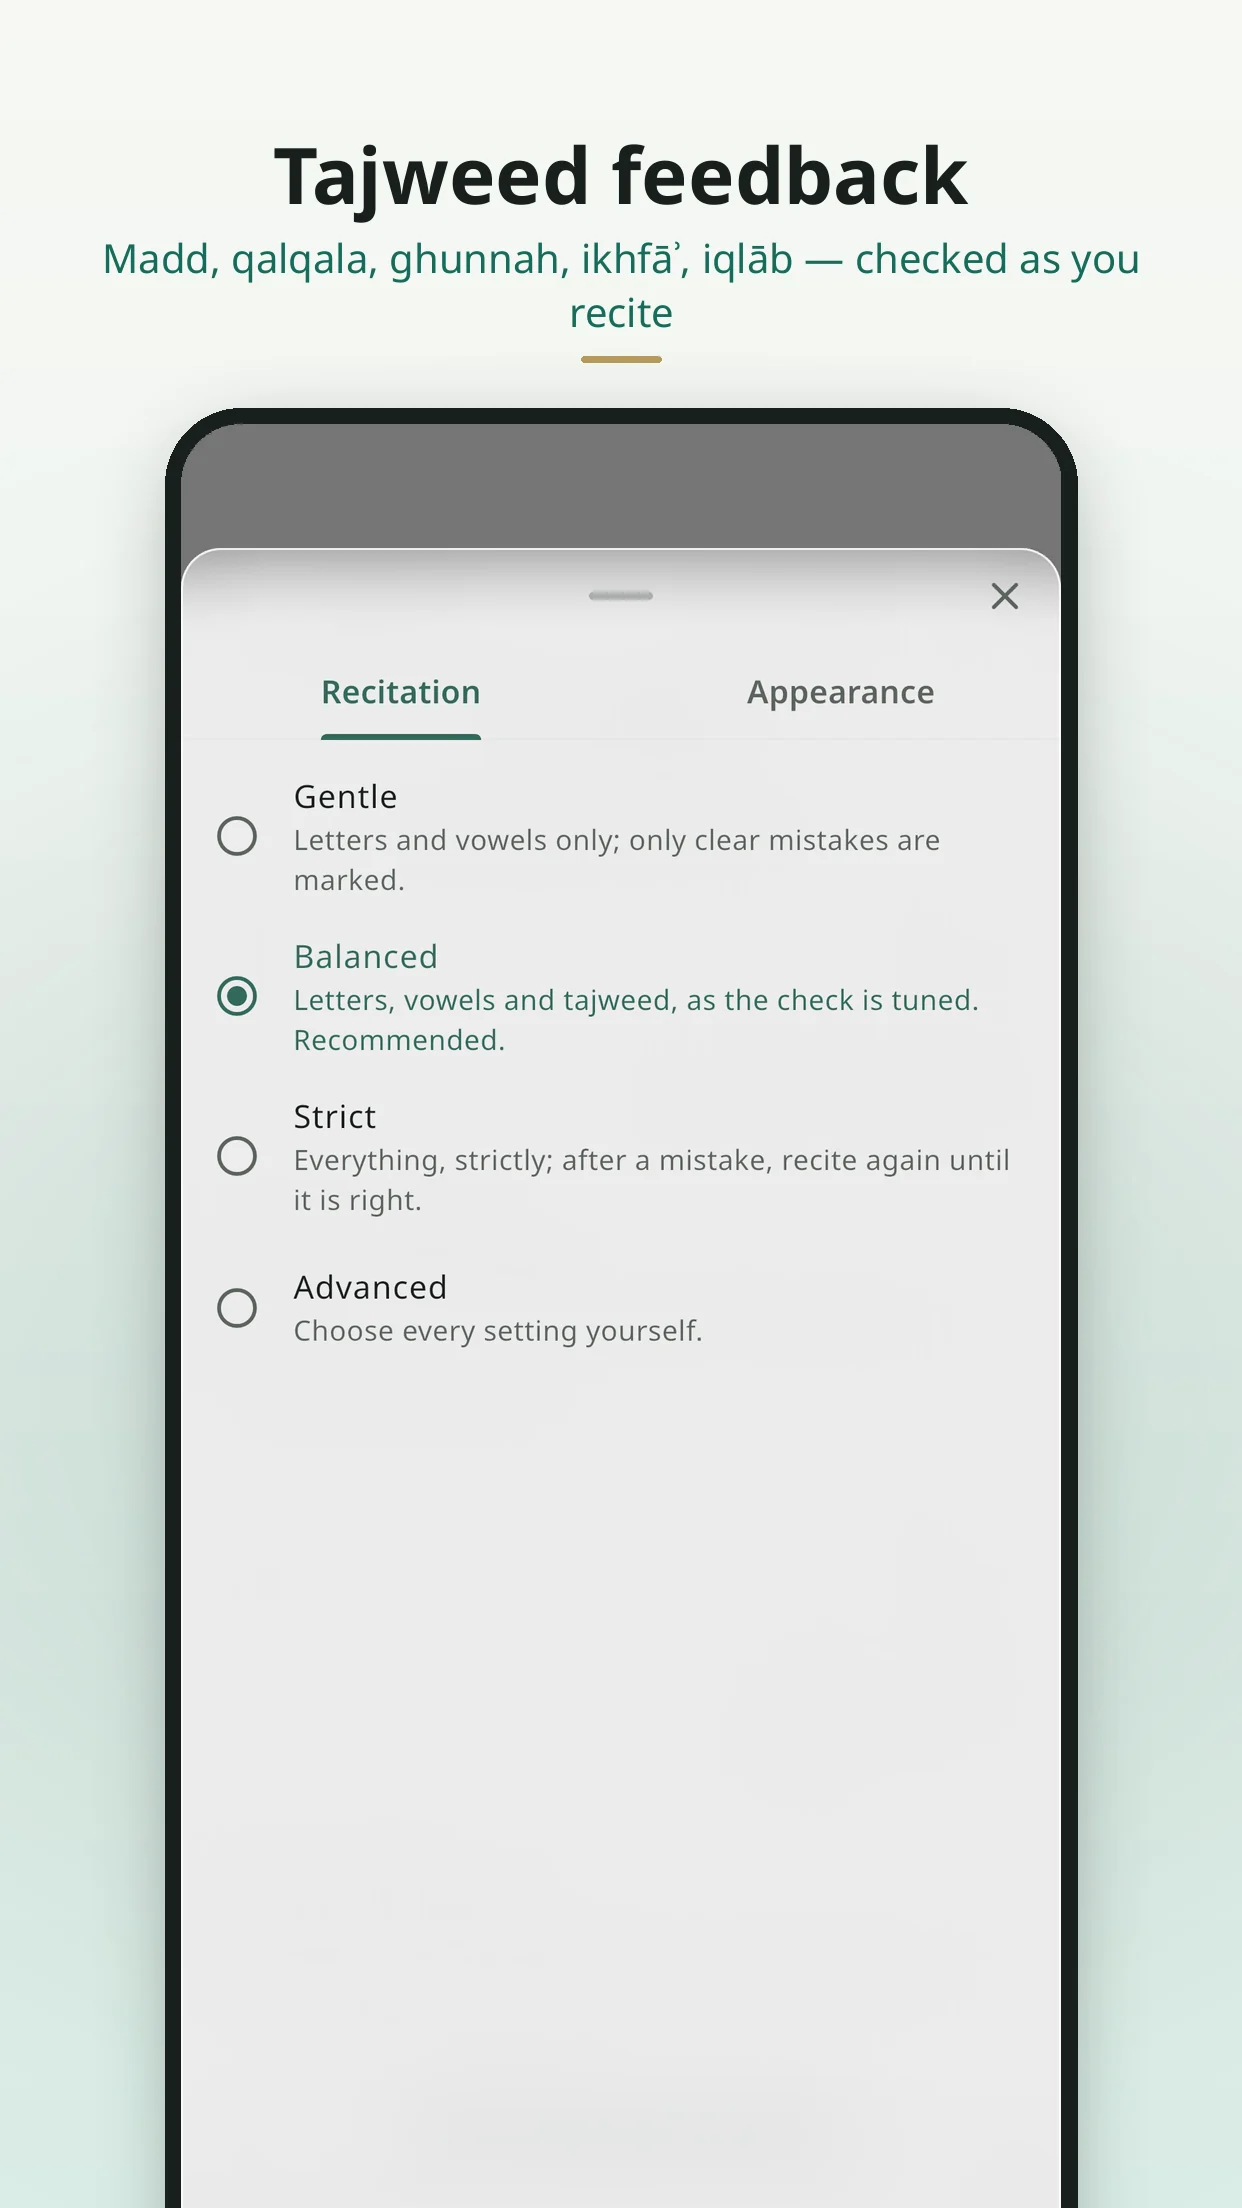 Tajweed feedback
Madd, qalqala, ghunnah, ikhfāʾ, iqlāb — checked as you
recite
Recitation
Appearance
Gentle
Letters and vowels only; only clear mistakes are
marked.
Balanced
Letters, vowels and tajweed, as the check is tuned.
Recommended.
Strict
Everything, strictly; after a mistake, recite again until
it is right.
Advanced
Choose every setting yourself.